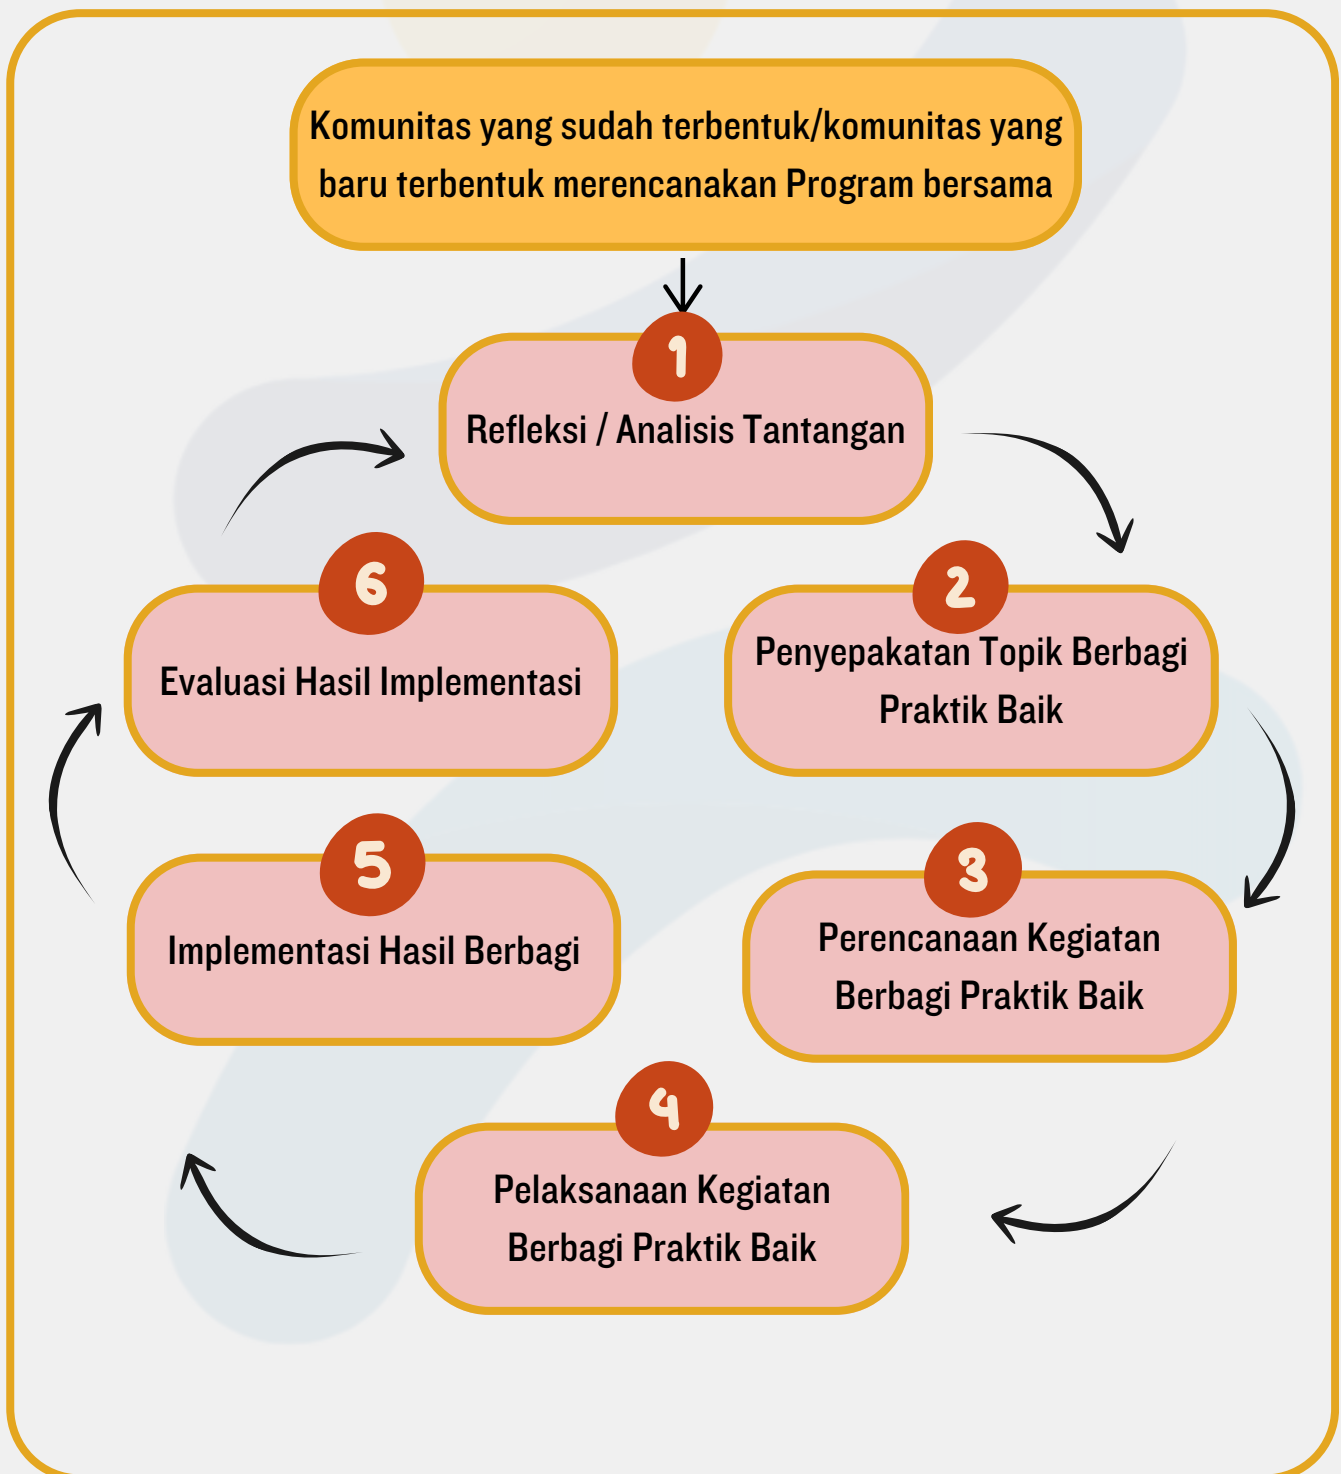 Komunitas yang sudah terbentuk/komunitas yang
baru terbentuk merencanakan Program bersama
1
Refleksi / Analisis Tantangan
2
Penyepakatan Topik Berbagi
Praktik Baik
3
Perencanaan Kegiatan
Berbagi Praktik Baik
4
Pelaksanaan Kegiatan
Berbagi Praktik Baik
5
Implementasi Hasil Berbagi
6
Evaluasi Hasil Implementasi